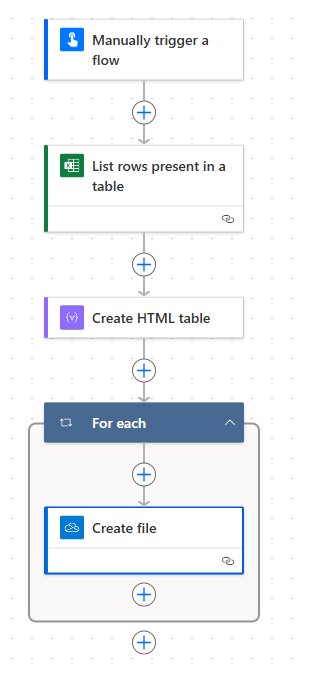 Manually trigger a
flow
List rows present in a
table
Create HTML table
For each
Create file